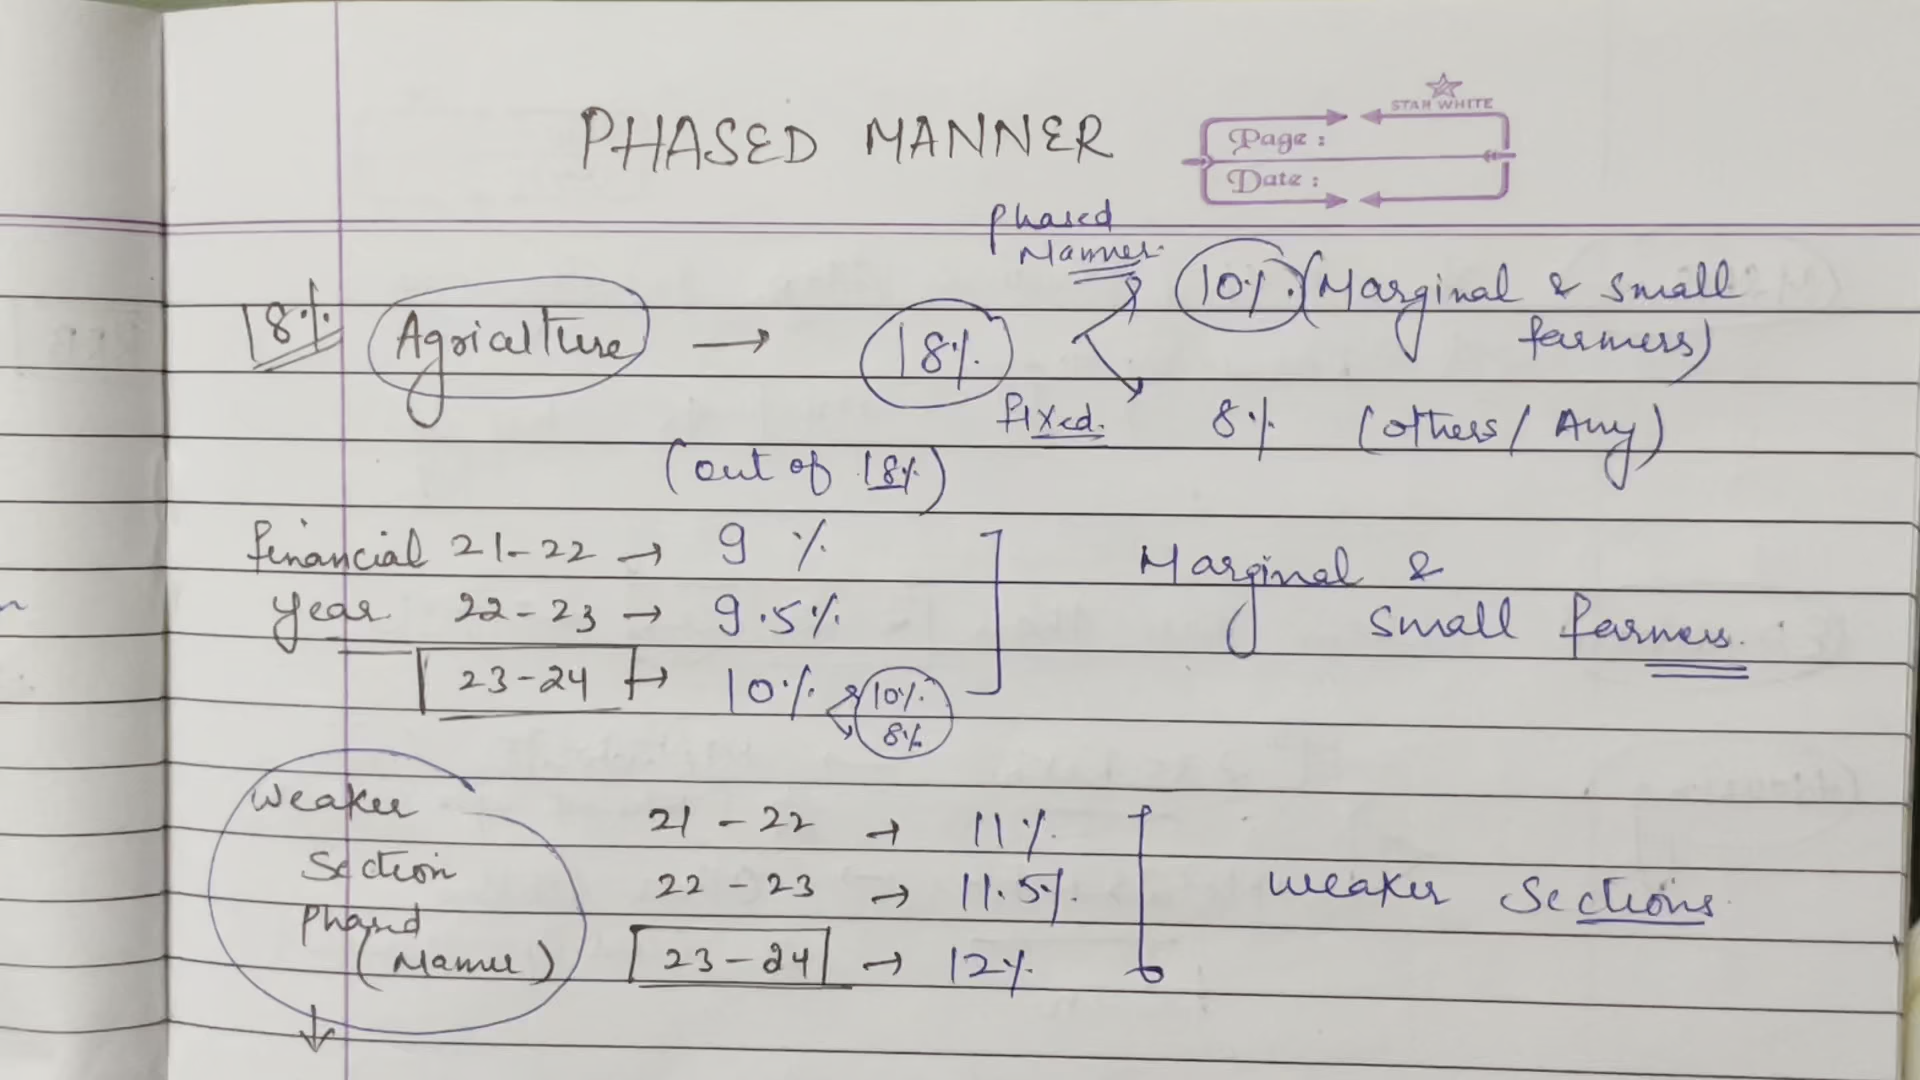 PHASED MANNER
STAR WHITE
Page :
Date :
Phased
Manner
18% Agricalture → 18% 10% (Marginal & small
farmers)
fixed. 8% (others / Any)
(out of 18%)
financial 21-22 → 9 %
year 22-23 → 9.5%
23-24 → 10% 10%
8%
Marginal &
small farmers.
Weaker
Section
Phased
(Manner)
21 - 22 → 11%
22 - 23 → 11.5%
23-24 → 12%
Weaker Sections